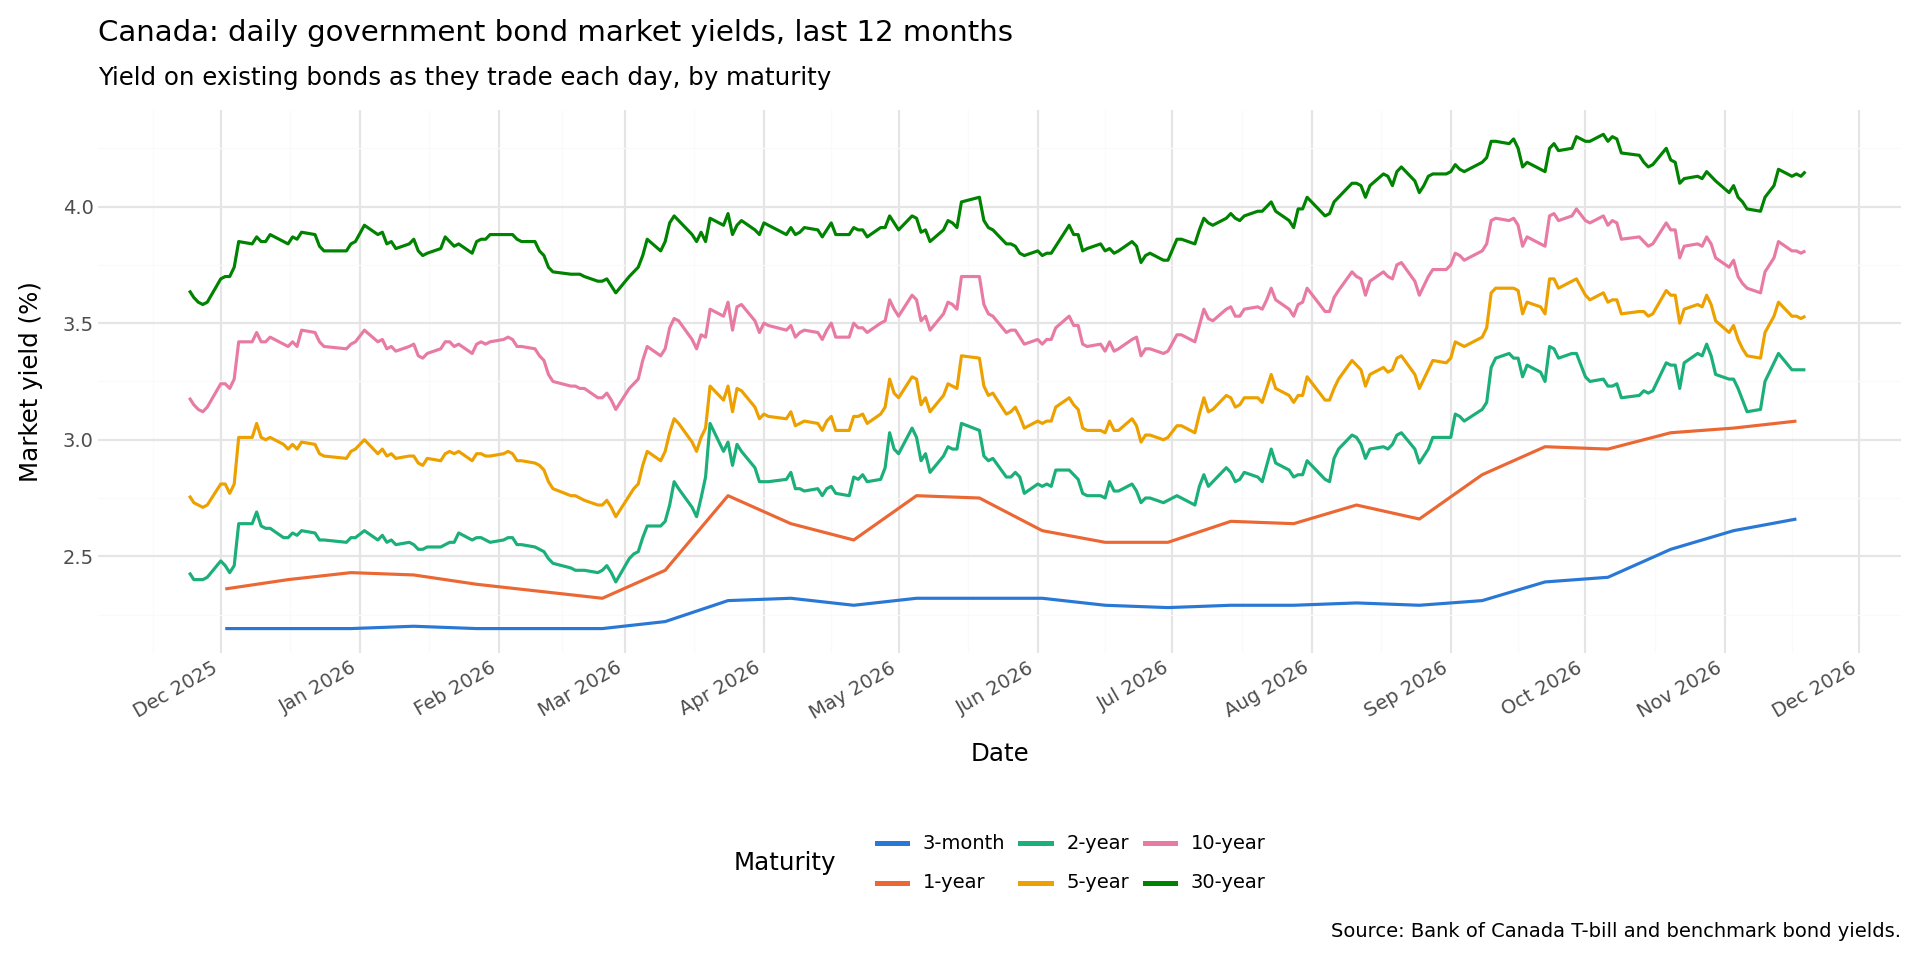 Canada: daily government bond market yields, last 12 months
Yield on existing bonds as they trade each day, by maturity
Market yield (%)
4.0
3.5
3.0
2.5
Dec 2025
Jan 2026
Feb 2026
Mar 2026
Apr 2026
May 2026
Jun 2026
Jul 2026
Aug 2026
Sep 2026
Oct 2026
Nov 2026
Dec 2026
Date
Maturity
3-month
2-year
10-year
1-year
5-year
30-year
Source: Bank of Canada T-bill and benchmark bond yields.